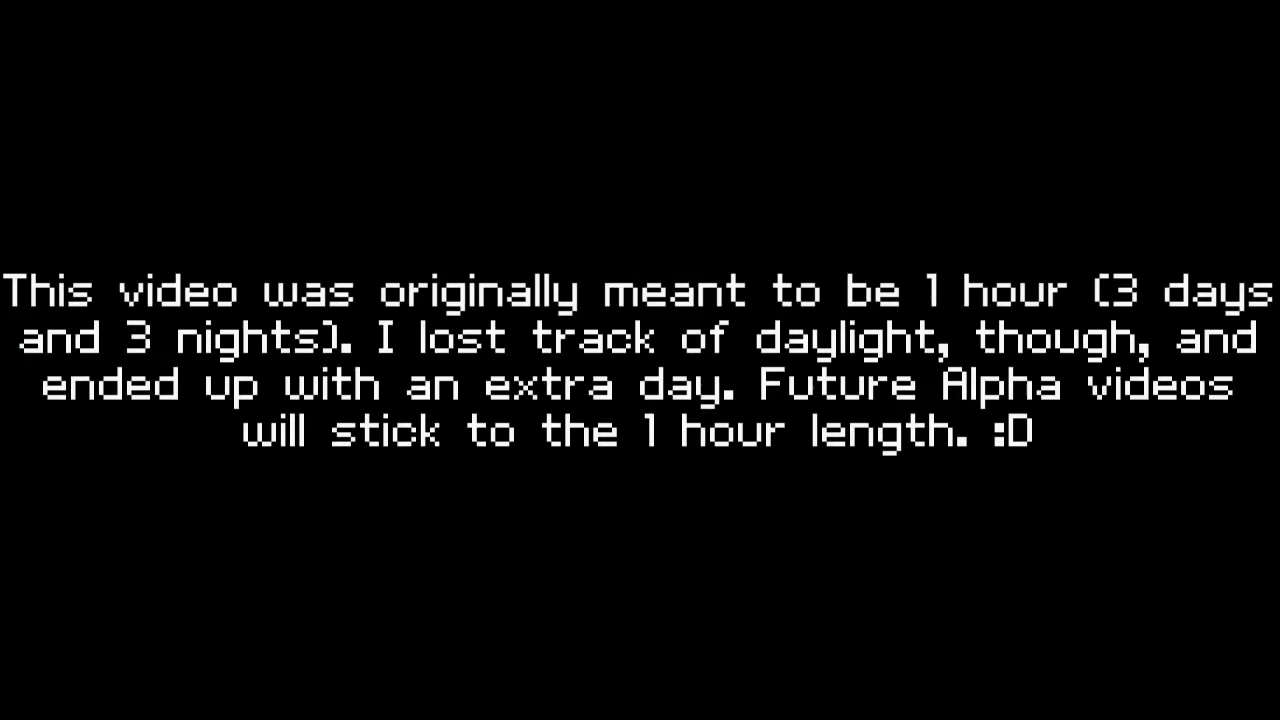 This video was originally meant to be 1 hour (3 days
and 3 nights). I lost track of daylight, though, and
ended up with an extra day. Future Alpha videos
will stick to the 1 hour length. :D